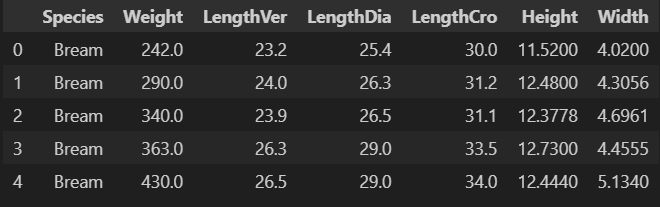 Species Weight LengthVer LengthDia LengthCro Height Width
0 Bream 242.0 23.2 25.4 30.0 11.5200 4.0200
1 Bream 290.0 24.0 26.3 31.2 12.4800 4.3056
2 Bream 340.0 23.9 26.5 31.1 12.3778 4.6961
3 Bream 363.0 26.3 29.0 33.5 12.7300 4.4555
4 Bream 430.0 26.5 29.0 34.0 12.4440 5.1340